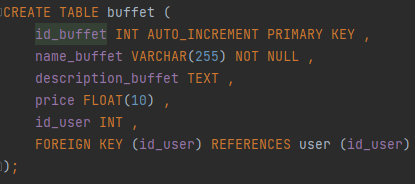 CREATE TABLE buffet (
id_buffet INT AUTO_INCREMENT PRIMARY KEY ,
name_buffet VARCHAR(255) NOT NULL ,
description_buffet TEXT ,
price FLOAT(10) ,
id_user INT ,
FOREIGN KEY (id_user) REFERENCES user (id_user)
);